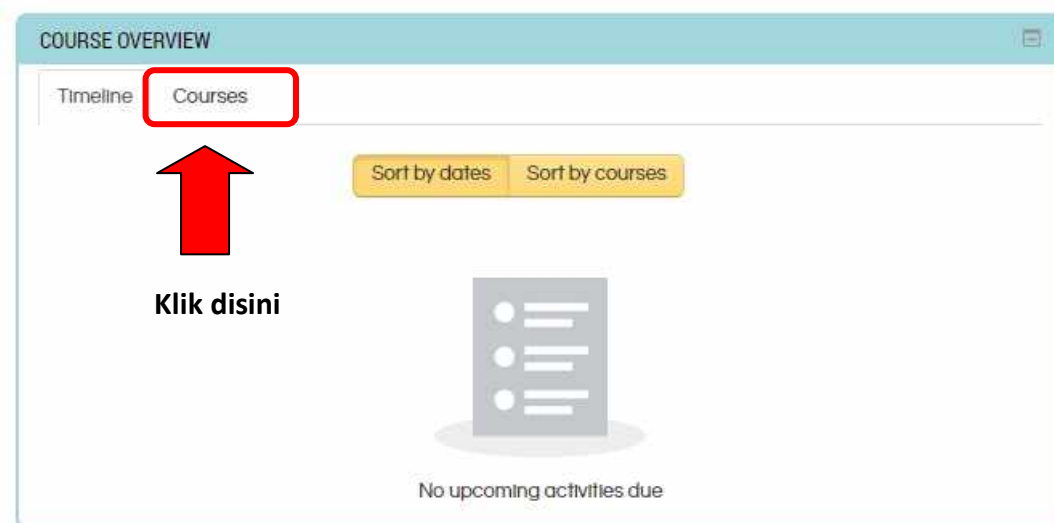 COURSE OVERVIEW
Timeline Courses
Sort by dates Sort by courses
Klik disini
No upcoming activities due